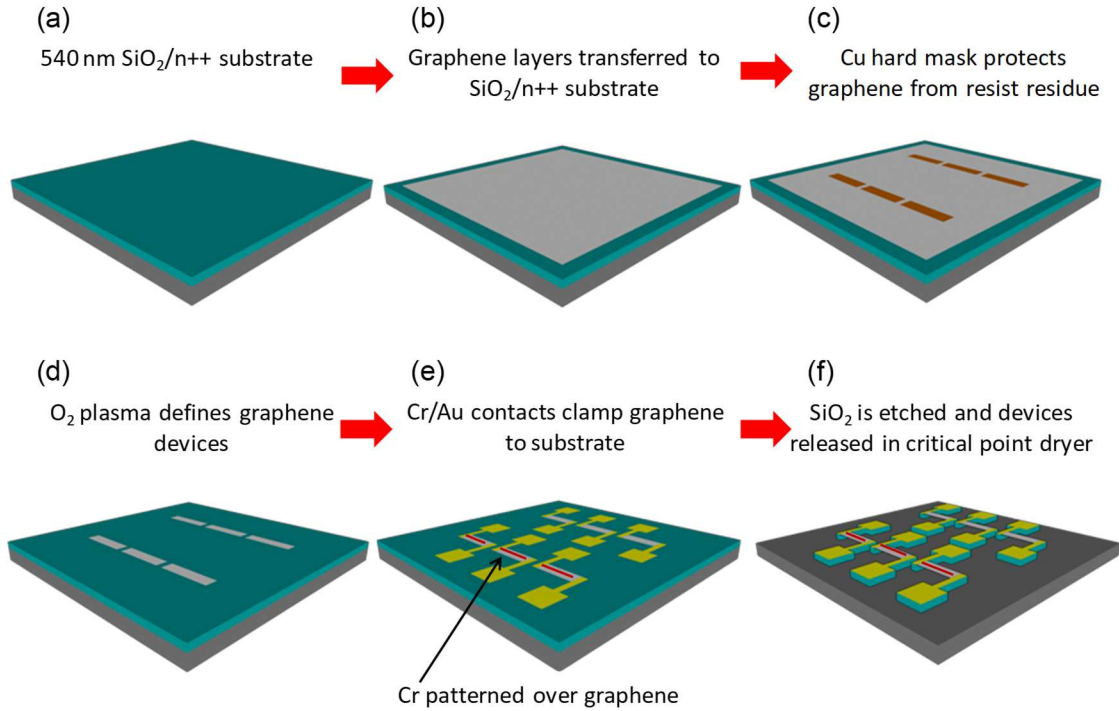 (a)
540 nm SiO₂/n++ substrate
(b)
Graphene layers transferred to
SiO₂/n++ substrate
(c)
Cu hard mask protects
graphene from resist residue
(d)
O₂ plasma defines graphene
devices
(e)
Cr/Au contacts clamp graphene
to substrate
(f)
SiO₂ is etched and devices
released in critical point dryer
Cr patterned over graphene